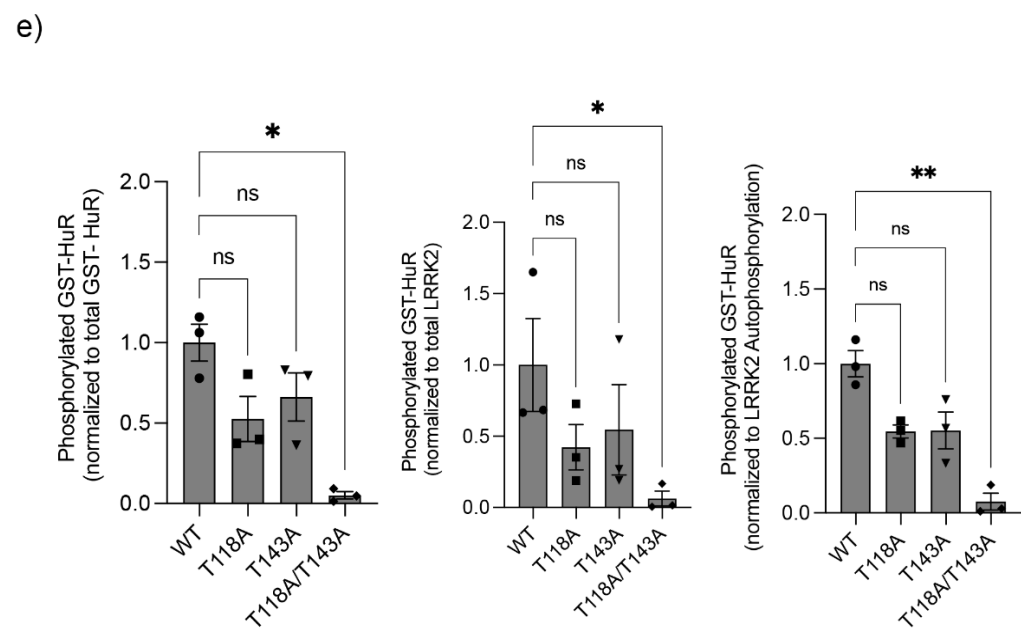 e)
Phosphorylated GST-HuR
(normalized to total GST- HuR)
2.0
1.5
1.0
0.5
0.0
*
ns
ns
WT
T118A
T143A
T118A/T143A
Phosphorylated GST-HuR
(normalized to total LRRK2)
2.0
1.5
1.0
0.5
0.0
*
ns
ns
WT
T118A
T143A
T118A/T143A
Phosphorylated GST-HuR
(normalized to LRRK2 Autophosphorylation)
2.0
1.5
1.0
0.5
0.0
**
ns
ns
WT
T118A
T143A
T118A/T143A